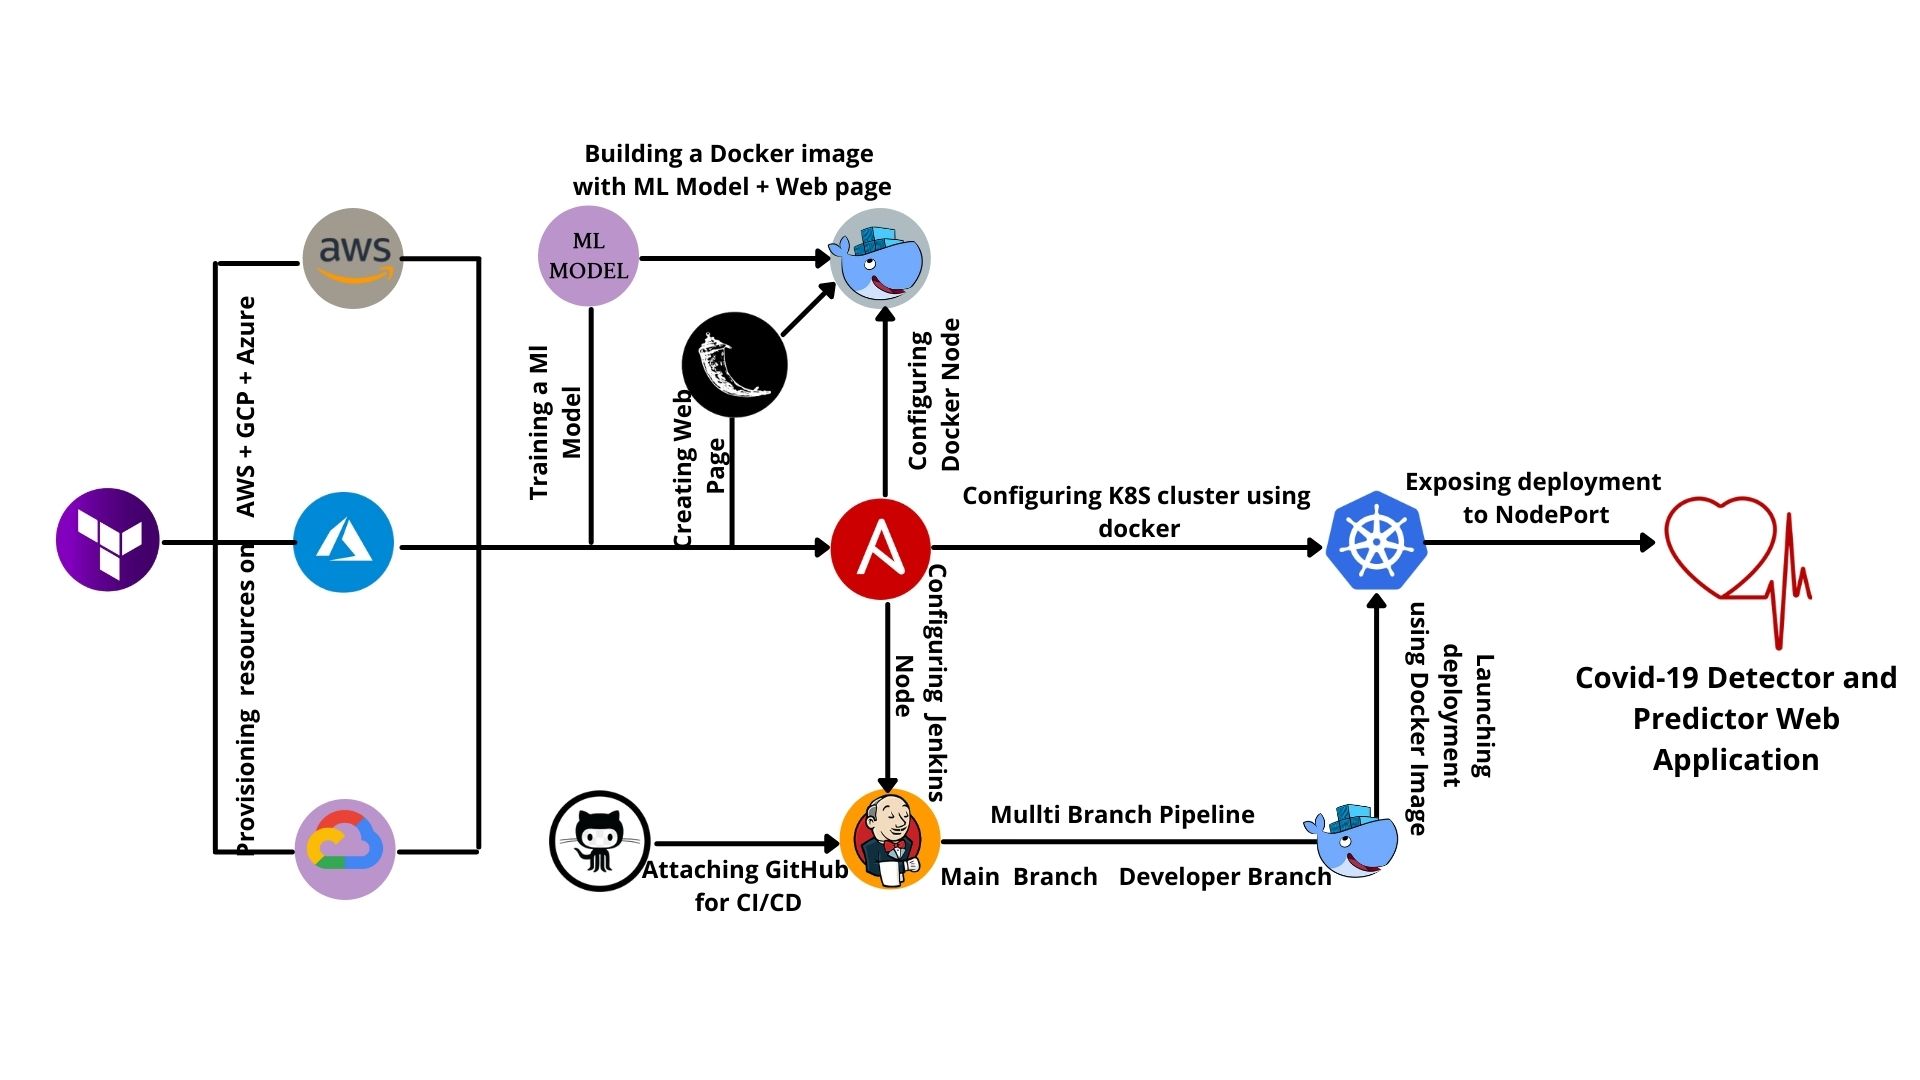 Building a Docker image
with ML Model + Web page
aws
ML
MODEL
Provisioning resources on AWS + GCP + Azure
Training a Ml
Model
Creating Web
Page
Configuring
Docker Node
Configuring K8S cluster using
docker
Exposing deployment
to NodePort
Configuring Jenkins
Node
Launching
deployment
using Docker Image
Covid-19 Detector and
Predictor Web
Application
Attaching GitHub
for CI/CD
Mullti Branch Pipeline
Main Branch Developer Branch